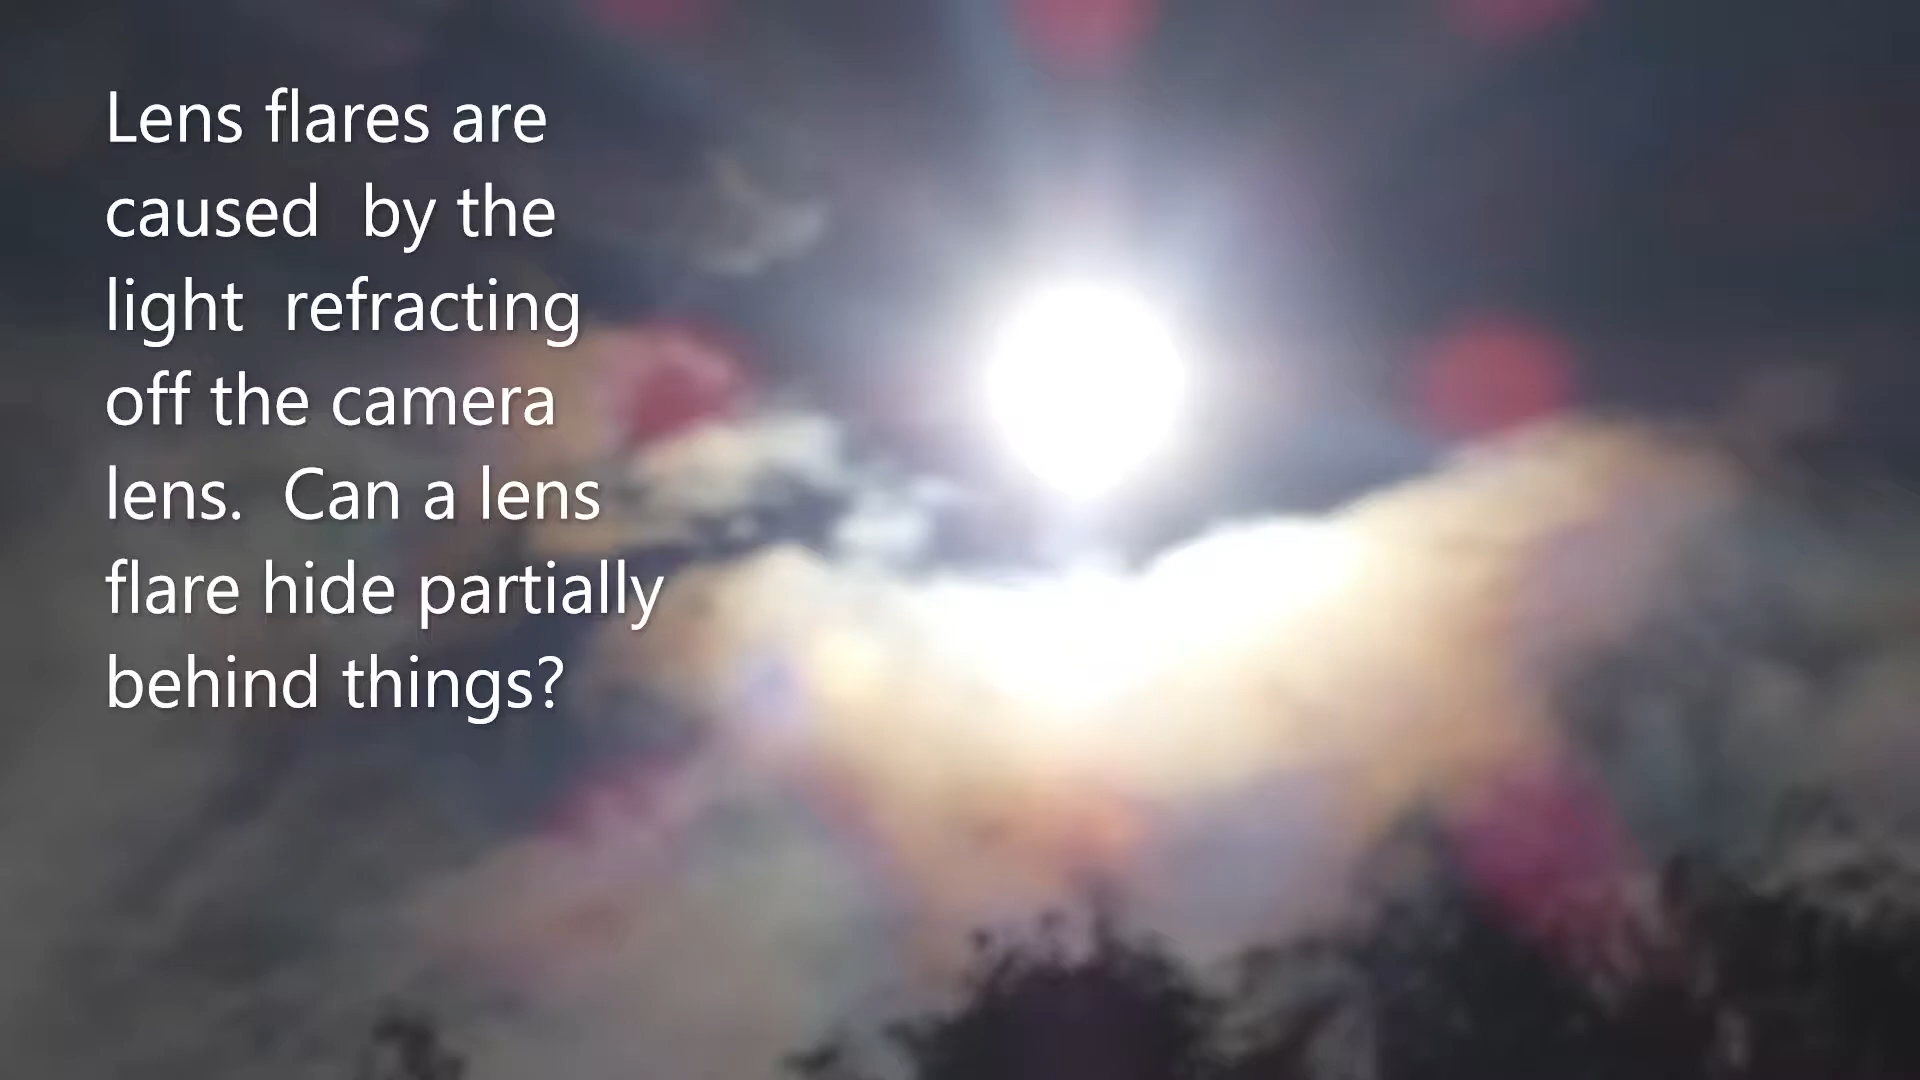 Lens flares are
caused  by the
light  refracting
off the camera
lens.  Can a lens
flare hide partially
behind things?